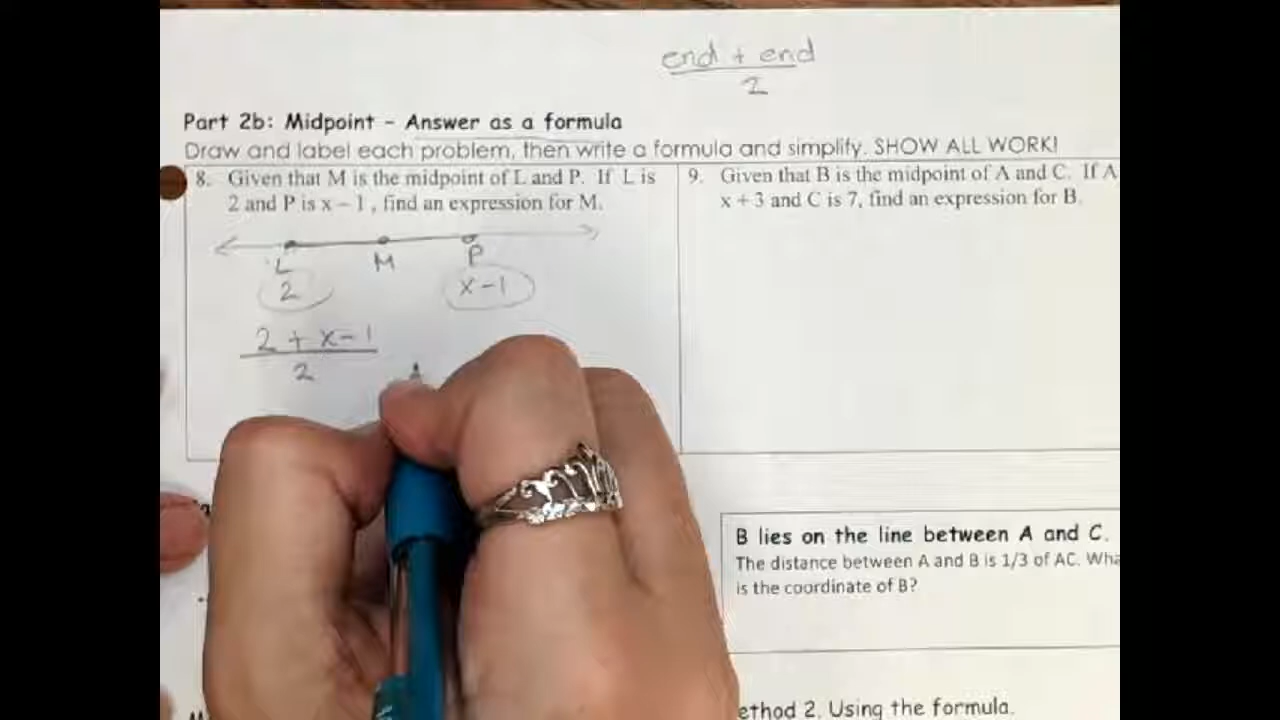 end + end
2
Part 2b: Midpoint - Answer as a formula
Draw and label each problem, then write a formula and simplify. SHOW ALL WORK!
8. Given that M is the midpoint of L and P. If L is
2 and P is x – 1, find an expression for M.
L M P
2 x-1
2 + x-1
2
9. Given that B is the midpoint of A and C. If A
x + 3 and C is 7, find an expression for B.
B lies on the line between A and C.
The distance between A and B is 1/3 of AC.
is the coordinate of B?
2. Using the formula.